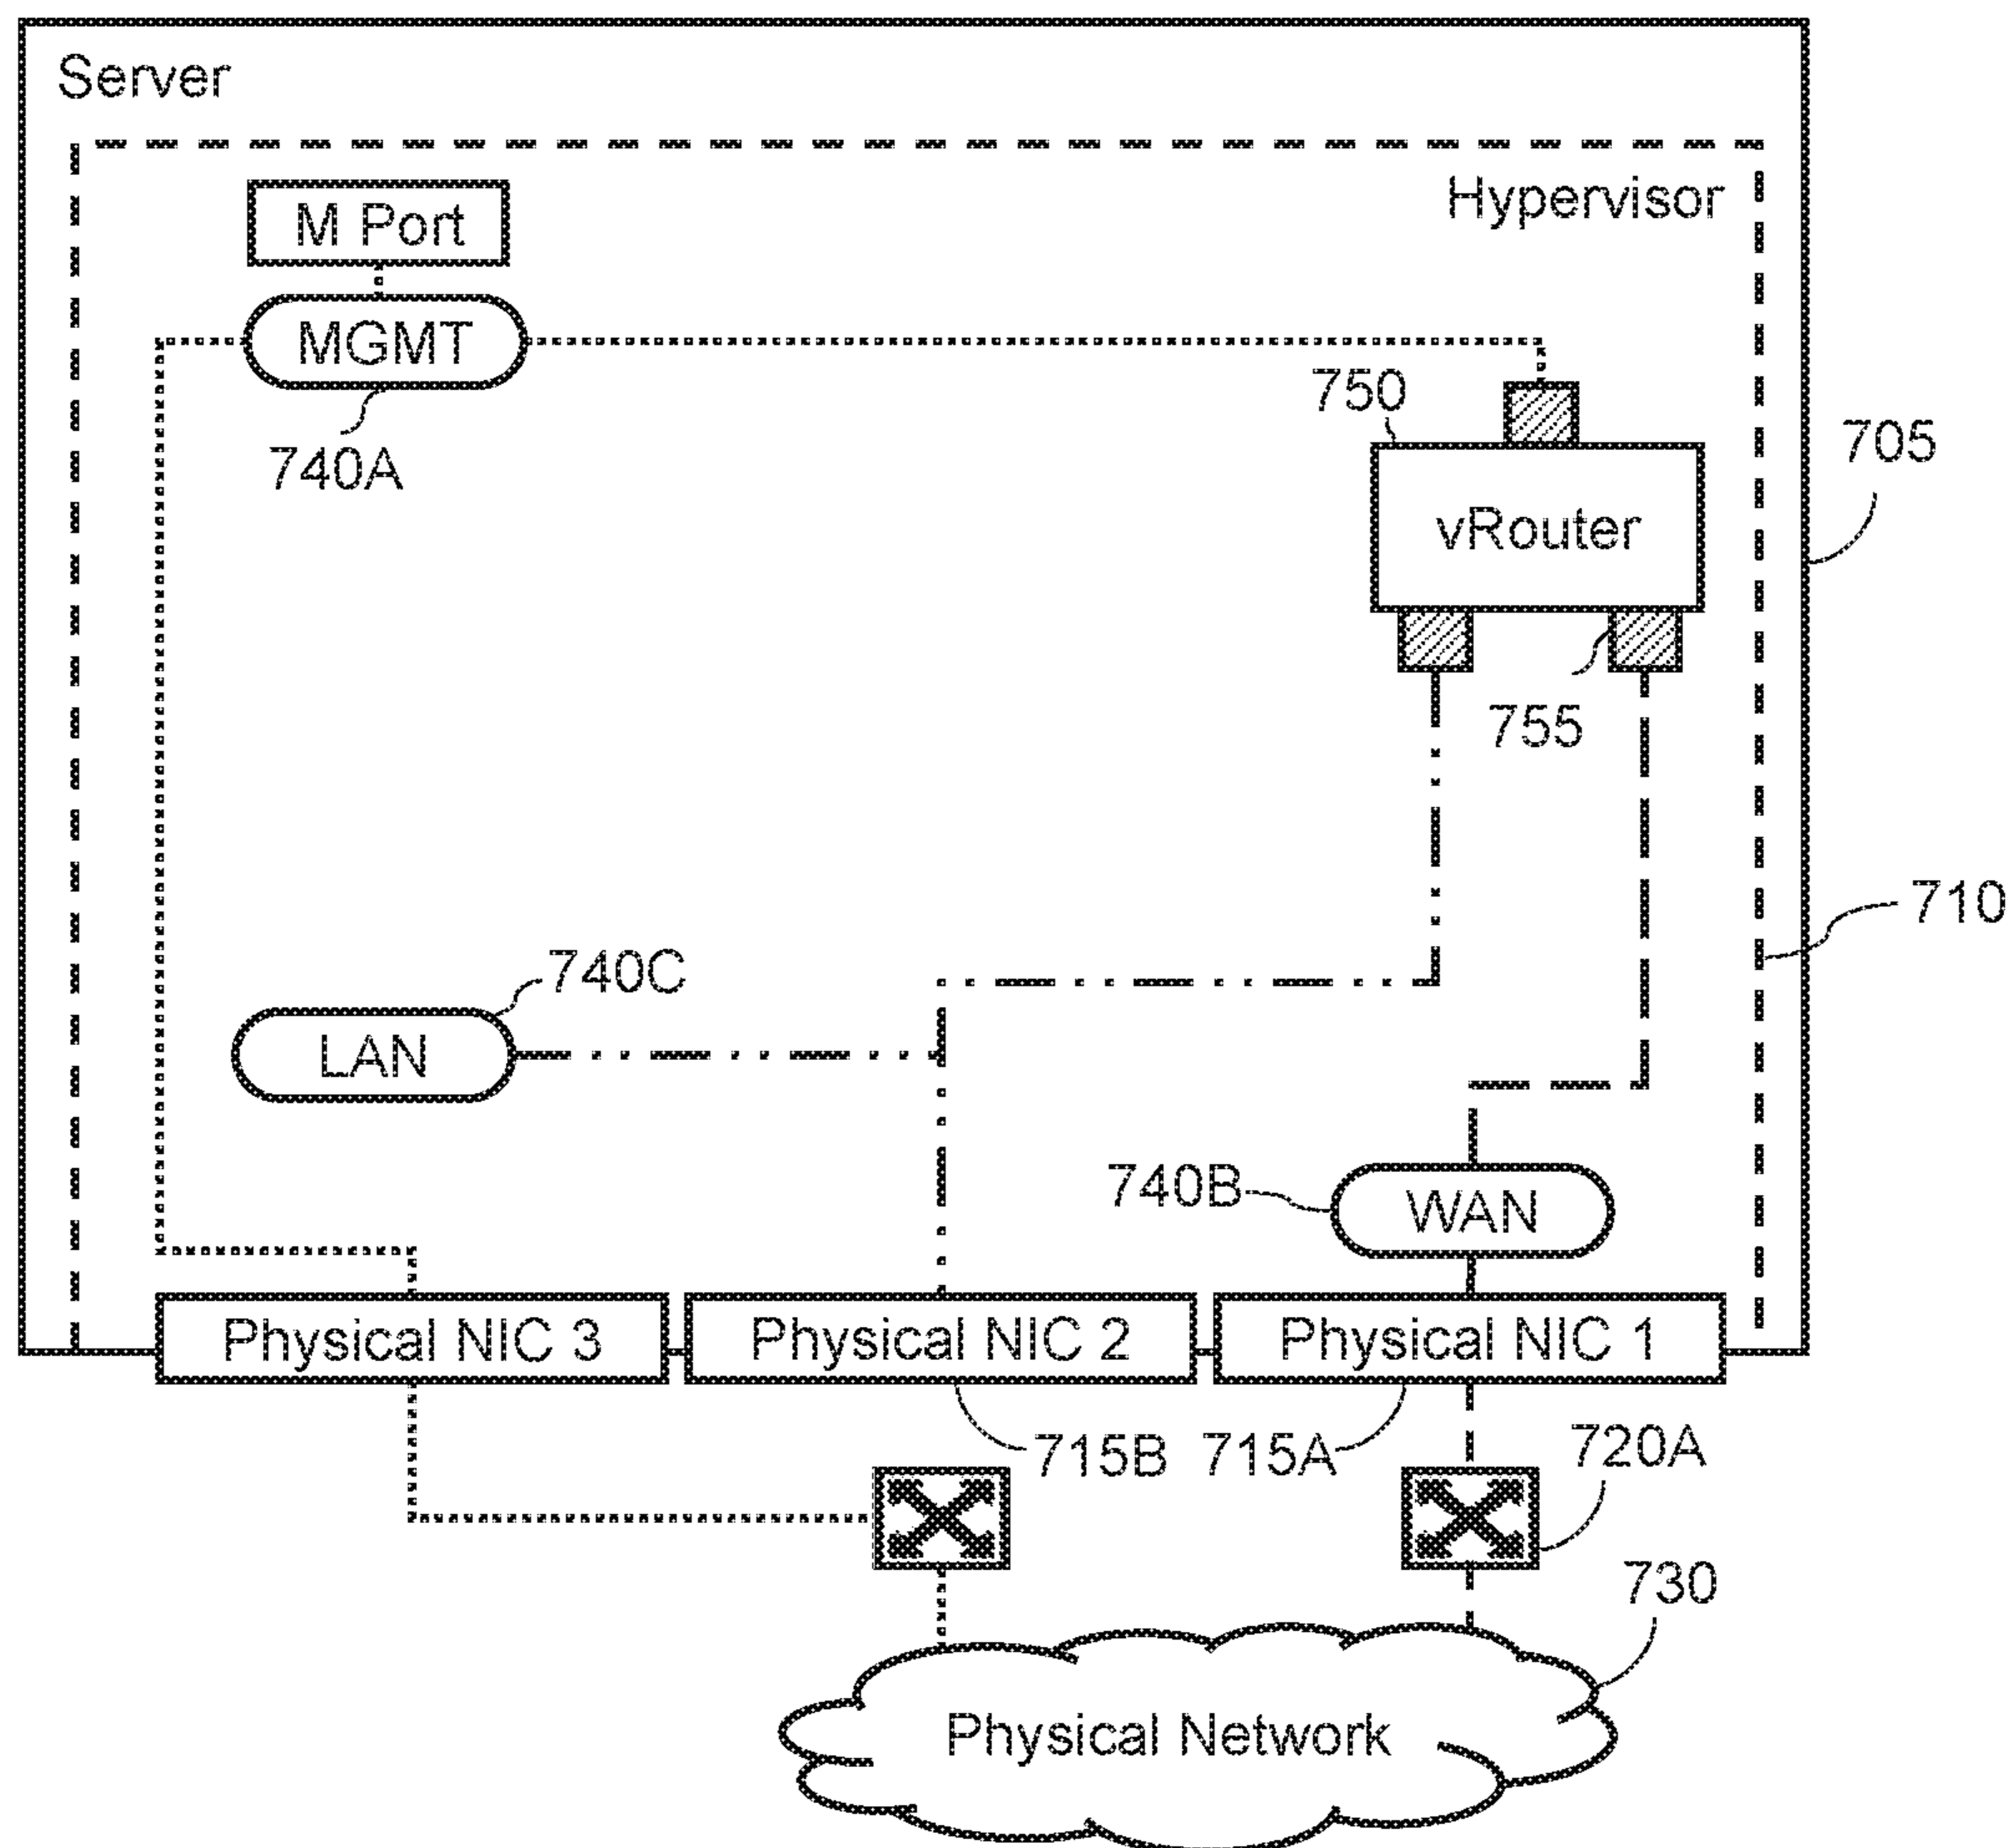 Server
Hypervisor
M Port
MGMT
740A
750
vRouter
705
755
710
740C
LAN
740B
WAN
Physical NIC 3
Physical NIC 2
Physical NIC 1
715B
715A
720A
730
Physical Network